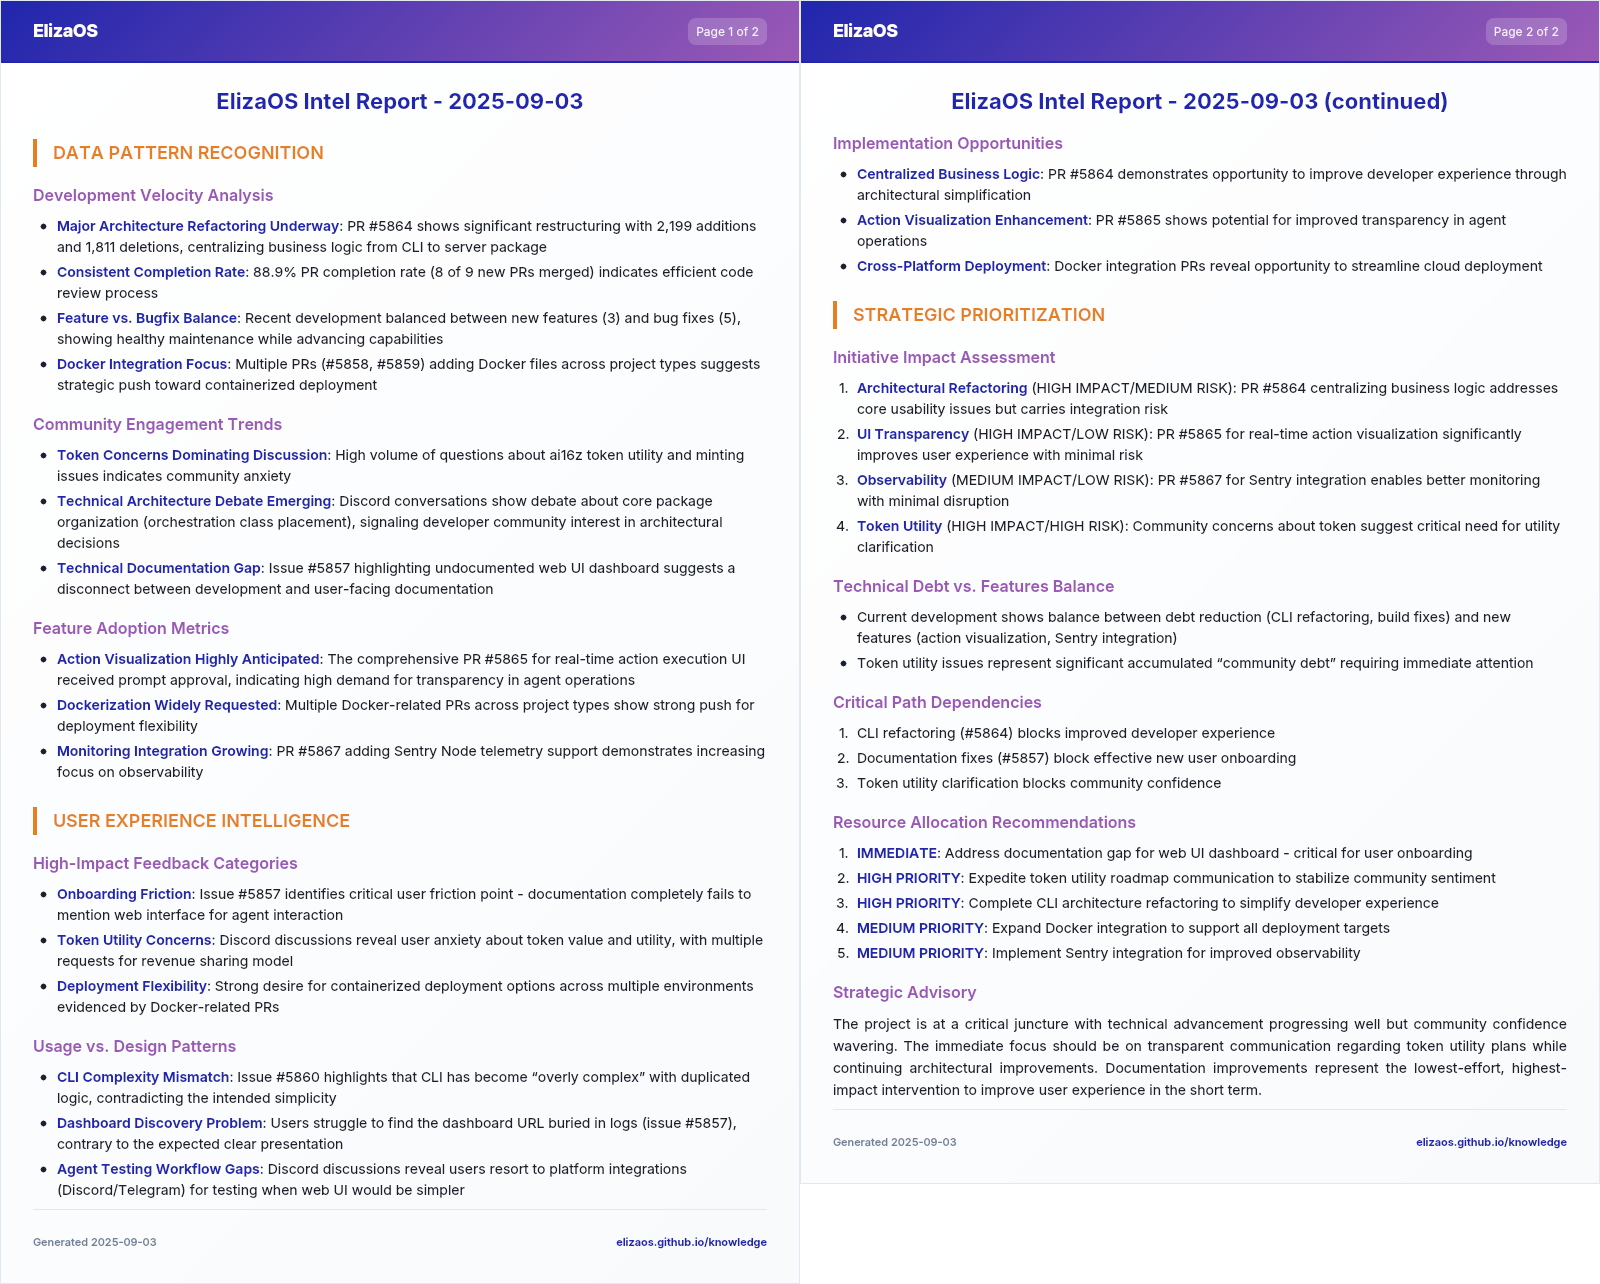 ElizaOS
Page 1 of 2
ElizaOS Intel Report - 2025-09-03
DATA PATTERN RECOGNITION
Development Velocity Analysis
• Major Architecture Refactoring Underway: PR #5864 shows significant restructuring with 2,199 additions
and 1,811 deletions, centralizing business logic from CLI to server package
• Consistent Completion Rate: 88.9% PR completion rate (8 of 9 new PRs merged) indicates efficient code
review process
• Feature vs. Bugfix Balance: Recent development balanced between new features (3) and bug fixes (5),
showing healthy maintenance while advancing capabilities
• Docker Integration Focus: Multiple PRs (#5858, #5859) adding Docker files across project types suggests
strategic push toward containerized deployment
Community Engagement Trends
• Token Concerns Dominating Discussion: High volume of questions about ai16z token utility and minting
issues indicates community anxiety
• Technical Architecture Debate Emerging: Discord conversations show debate about core package
organization (orchestration class placement), signaling developer community interest in architectural
decisions
• Technical Documentation Gap: Issue #5857 highlighting undocumented web UI dashboard suggests a
disconnect between development and user-facing documentation
Feature Adoption Metrics
• Action Visualization Highly Anticipated: The comprehensive PR #5865 for real-time action execution UI
received prompt approval, indicating high demand for transparency in agent operations
• Dockerization Widely Requested: Multiple Docker-related PRs across project types show strong push for
deployment flexibility
• Monitoring Integration Growing: PR #5867 adding Sentry Node telemetry support demonstrates increasing
focus on observability
USER EXPERIENCE INTELLIGENCE
High-Impact Feedback Categories
• Onboarding Friction: Issue #5857 identifies critical user friction point - documentation completely fails to
mention web interface for agent interaction
• Token Utility Concerns: Discord discussions reveal user anxiety about token value and utility, with multiple
requests for revenue sharing model
• Deployment Flexibility: Strong desire for containerized deployment options across multiple environments
evidenced by Docker-related PRs
Usage vs. Design Patterns
• CLI Complexity Mismatch: Issue #5860 highlights that CLI has become “overly complex” with duplicated
logic, contradicting the intended simplicity
• Dashboard Discovery Problem: Users struggle to find the dashboard URL buried in logs (issue #5857),
contrary to the expected clear presentation
• Agent Testing Workflow Gaps: Discord discussions reveal users resort to platform integrations
(Discord/Telegram) for testing when web UI would be simpler
Generated 2025-09-03
elizaos.github.io/knowledge
ElizaOS
Page 2 of 2
ElizaOS Intel Report - 2025-09-03 (continued)
Implementation Opportunities
• Centralized Business Logic: PR #5864 demonstrates opportunity to improve developer experience through
architectural simplification
• Action Visualization Enhancement: PR #5865 shows potential for improved transparency in agent
operations
• Cross-Platform Deployment: Docker integration PRs reveal opportunity to streamline cloud deployment
STRATEGIC PRIORITIZATION
Initiative Impact Assessment
1. Architectural Refactoring (HIGH IMPACT/MEDIUM RISK): PR #5864 centralizing business logic addresses
core usability issues but carries integration risk
2. UI Transparency (HIGH IMPACT/LOW RISK): PR #5865 for real-time action visualization significantly
improves user experience with minimal risk
3. Observability (MEDIUM IMPACT/LOW RISK): PR #5867 for Sentry integration enables better monitoring
with minimal disruption
4. Token Utility (HIGH IMPACT/HIGH RISK): Community concerns about token suggest critical need for utility
clarification
Technical Debt vs. Features Balance
• Current development shows balance between debt reduction (CLI refactoring, build fixes) and new
features (action visualization, Sentry integration)
• Token utility issues represent significant accumulated “community debt” requiring immediate attention
Critical Path Dependencies
1. CLI refactoring (#5864) blocks improved developer experience
2. Documentation fixes (#5857) block effective new user onboarding
3. Token utility clarification blocks community confidence
Resource Allocation Recommendations
1. IMMEDIATE: Address documentation gap for web UI dashboard - critical for user onboarding
2. HIGH PRIORITY: Expedite token utility roadmap communication to stabilize community sentiment
3. HIGH PRIORITY: Complete CLI architecture refactoring to simplify developer experience
4. MEDIUM PRIORITY: Expand Docker integration to support all deployment targets
5. MEDIUM PRIORITY: Implement Sentry integration for improved observability
Strategic Advisory
The project is at a critical juncture with technical advancement progressing well but community confidence
wavering. The immediate focus should be on transparent communication regarding token utility plans while
continuing architectural improvements. Documentation improvements represent the lowest-effort, highest-
impact intervention to improve user experience in the short term.
Generated 2025-09-03
elizaos.github.io/knowledge